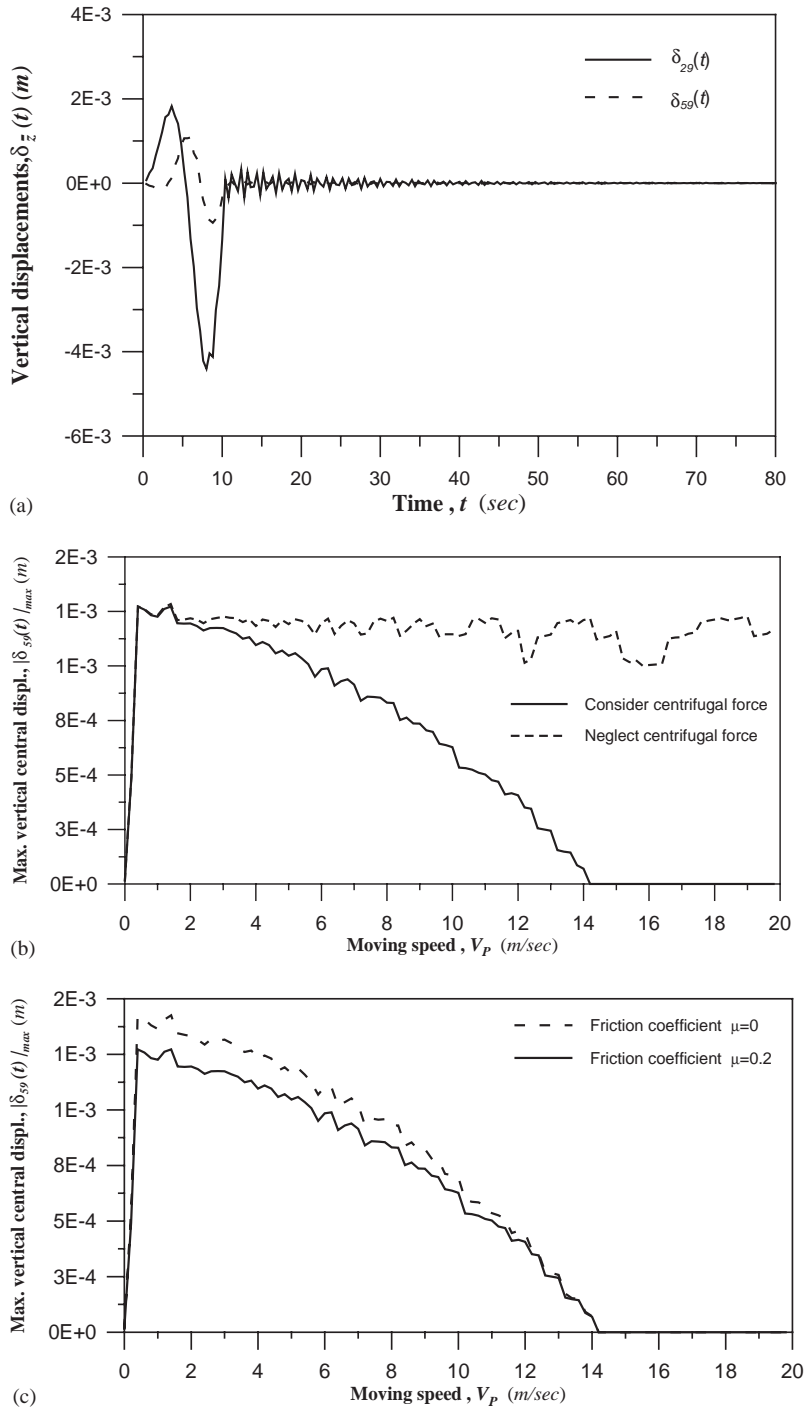 4E-3
2E-3
0E+0
-2E-3
-4E-3
-6E-3
Vertical displacements,δz̄ (t) (m)
δ29(t)
δ59(t)
0 10 20 30 40 50 60 70 80
Time , t (sec)
(a)
2E-3
1E-3
1E-3
8E-4
5E-4
3E-4
0E+0
Max. vertical central displ., |δ59(t) |max (m)
Consider centrifugal force
Neglect centrifugal force
0 2 4 6 8 10 12 14 16 18 20
Moving speed , VP (m/sec)
(b)
2E-3
1E-3
1E-3
8E-4
5E-4
3E-4
0E+0
Max. vertical central displ., |δ59(t) |max (m)
Friction coefficient μ=0
Friction coefficient μ=0.2
0 2 4 6 8 10 12 14 16 18 20
Moving speed , VP (m/sec)
(c)